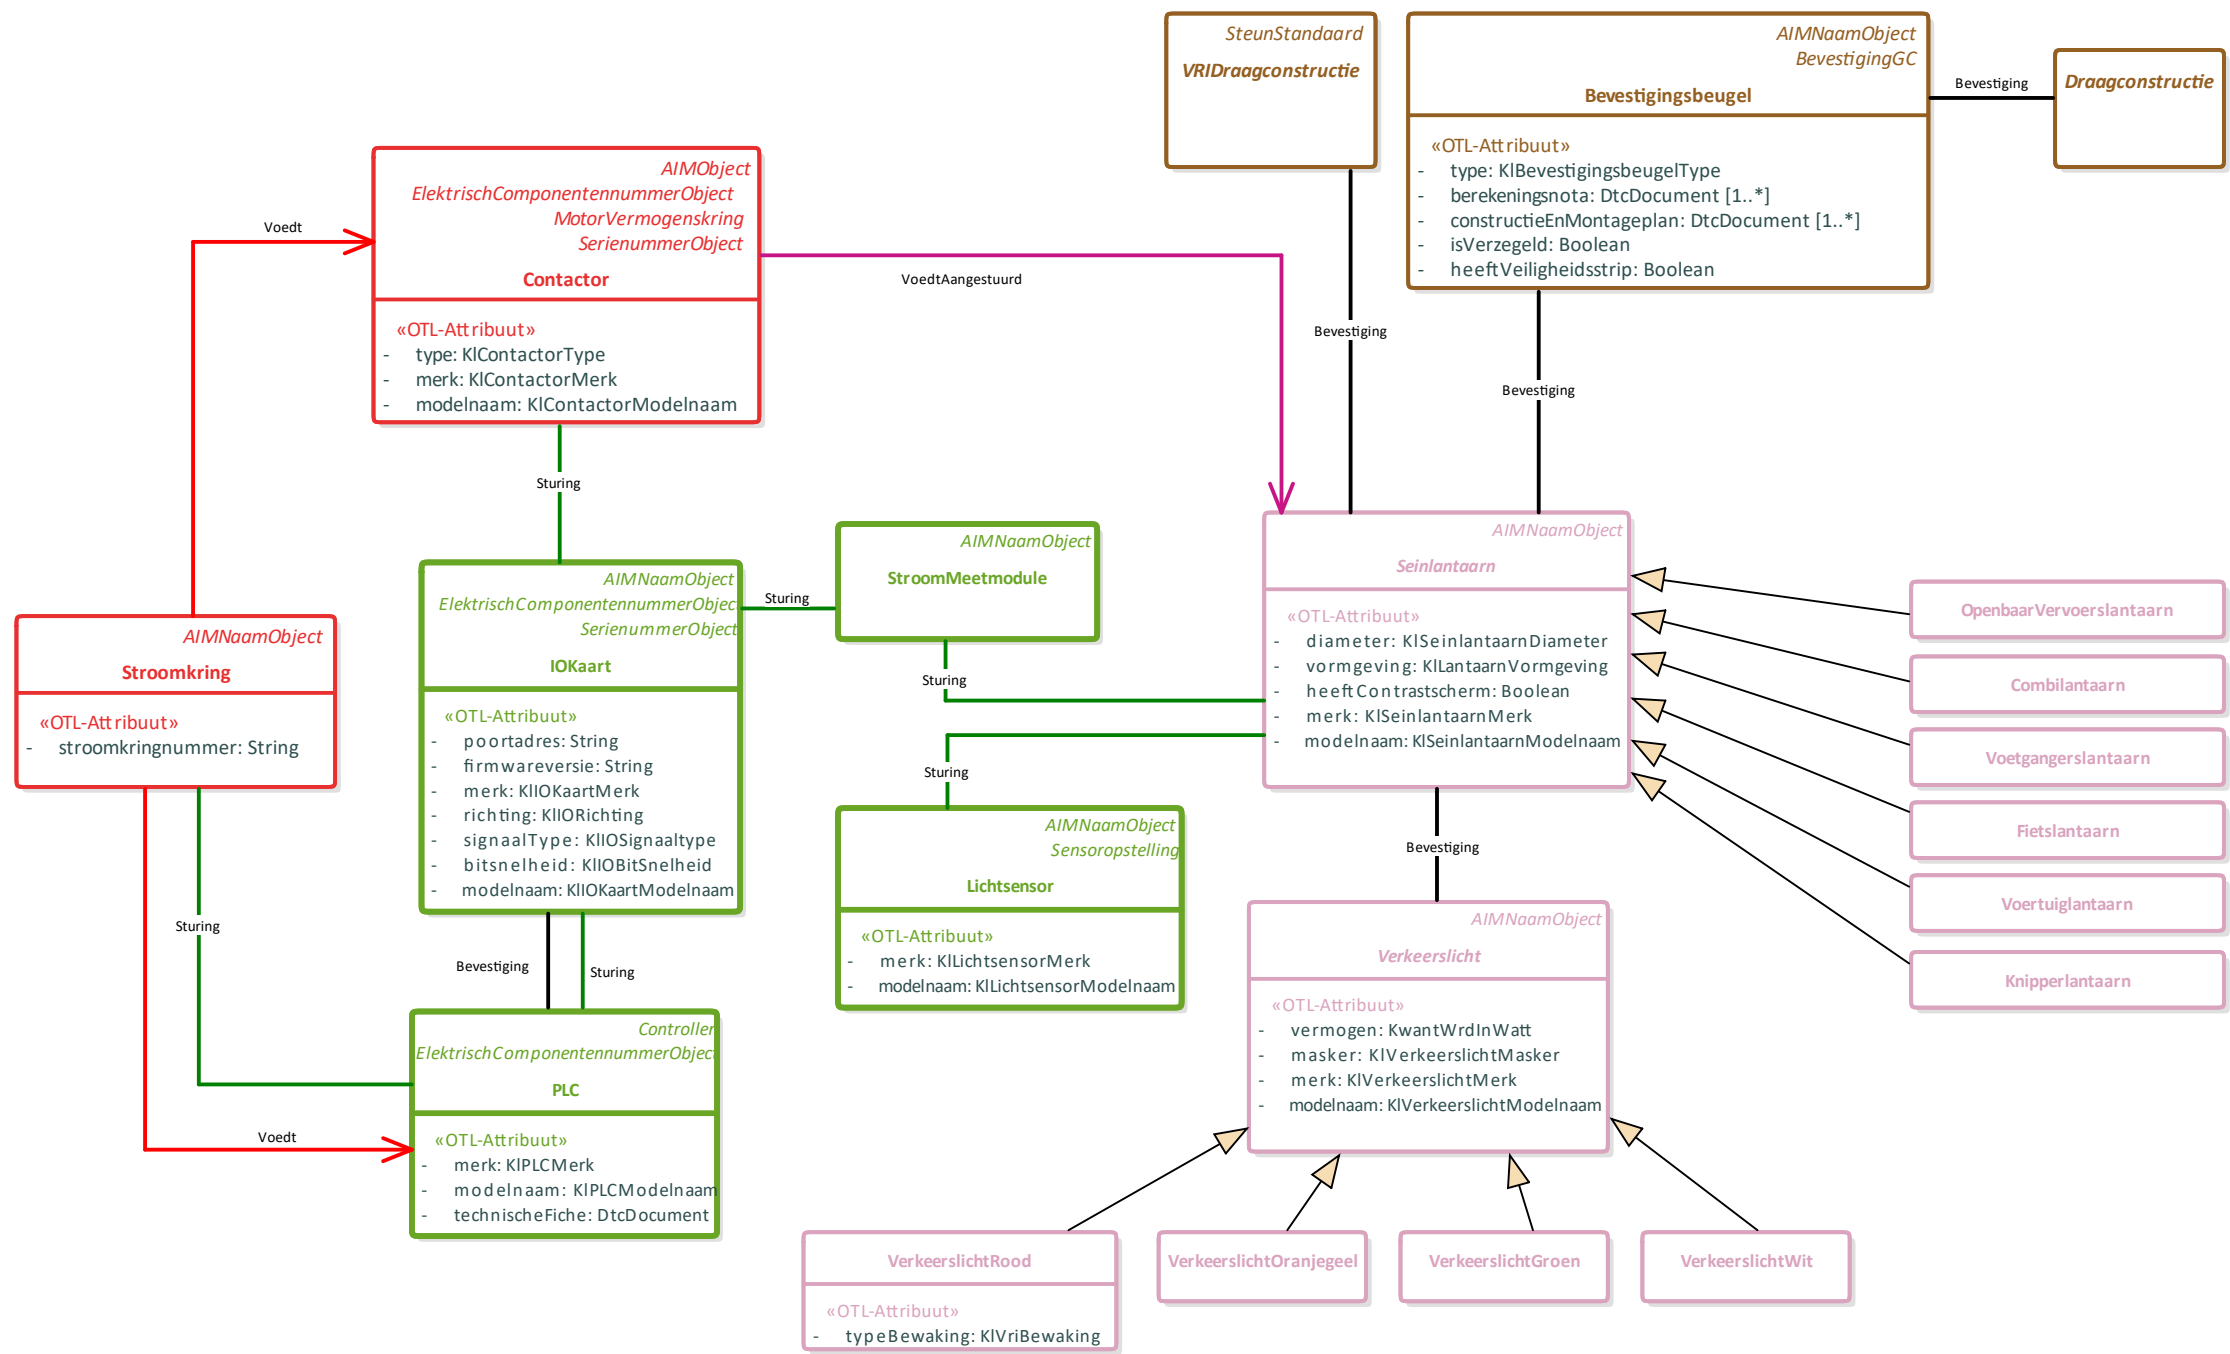 SteunStandaard
VRIDraagconstructie
AIMNaamObject
BevestigingGC
Bevestigingsbeugel
«OTL-Attribuut»
- type: KlBevestigingsbeugelType
- berekeningsnota: DtcDocument [1..*]
- constructieEnMontageplan: DtcDocument [1..*]
- isVerzegeld: Boolean
- heeftVeiligheidsstrip: Boolean
Bevestiging
Draagconstructie
AIMObject
ElektrischComponentennummerObject
MotorVermogenskring
SerienummerObject
Contactor
«OTL-Attribuut»
- type: KlContactorType
- merk: KlContactorMerk
- modelnaam: KlContactorModelnaam
Voedt
VoedtAangestuurd
Bevestiging
Bevestiging
Sturing
AIMNaamObject
StroomMeetmodule
AIMNaamObject
ElektrischComponentennummerObject
SerienummerObject
IOKaart
«OTL-Attribuut»
- poortadres: String
- firmwareversie: String
- merk: KlIOKaartMerk
- richting: KlIORichting
- signaalType: KlIOSignaaltype
- bitsnelheid: KlIOBitSnelheid
- modelnaam: KlIOKaartModelnaam
Sturing
Sturing
Sturing
AIMNaamObject
Stroomkring
«OTL-Attribuut»
- stroomkringnummer: String
AIMNaamObject
Seinlantaarn
«OTL-Attribuut»
- diameter: KlSeinlantaarnDiameter
- vormgeving: KlLantaarnVormgeving
- heeftContrastscherm: Boolean
- merk: KlSeinlantaarnMerk
- modelnaam: KlSeinlantaarnModelnaam
OpenbaarVervoerslantaarn
Combilantaarn
Voetgangerslantaarn
Fietslantaarn
Voertuiglantaarn
Knipperlantaarn
AIMNaamObject
Sensoropstelling
Lichtsensor
«OTL-Attribuut»
- merk: KlLichtsensorMerk
- modelnaam: KlLichtsensorModelnaam
Bevestiging
Sturing
Bevestiging
Sturing
AIMNaamObject
Verkeerslicht
«OTL-Attribuut»
- vermogen: KwantWrdInWatt
- masker: KlVerkeerslichtMasker
- merk: KlVerkeerslichtMerk
- modelnaam: KlVerkeerslichtModelnaam
Controller
ElektrischComponentennummerObject
PLC
«OTL-Attribuut»
- merk: KlPLCMerk
- modelnaam: KlPLCModelnaam
- technischeFiche: DtcDocument
Voedt
VerkeerslichtRood
«OTL-Attribuut»
- typeBewaking: KlVriBewaking
VerkeerslichtOranjegeel
VerkeerslichtGroen
VerkeerslichtWit